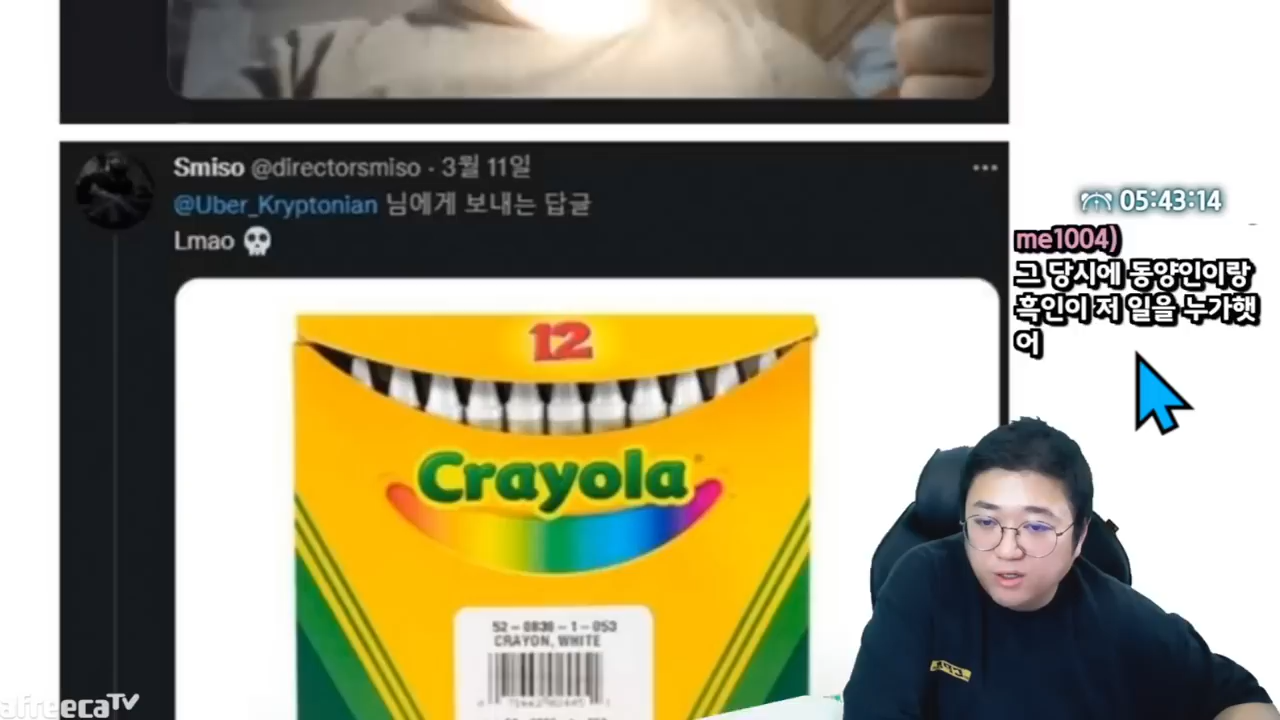 Smiso @directorsmiso · 3월 11일
@Uber_Kryptonian 님에게 보내는 답글
Lmao 💀
05:43:14
me1004)
그 당시에 동양인이랑
흑인이 저 일을 누가햇
어
12
Crayola
CRAYON, WHITE
afreecaTV